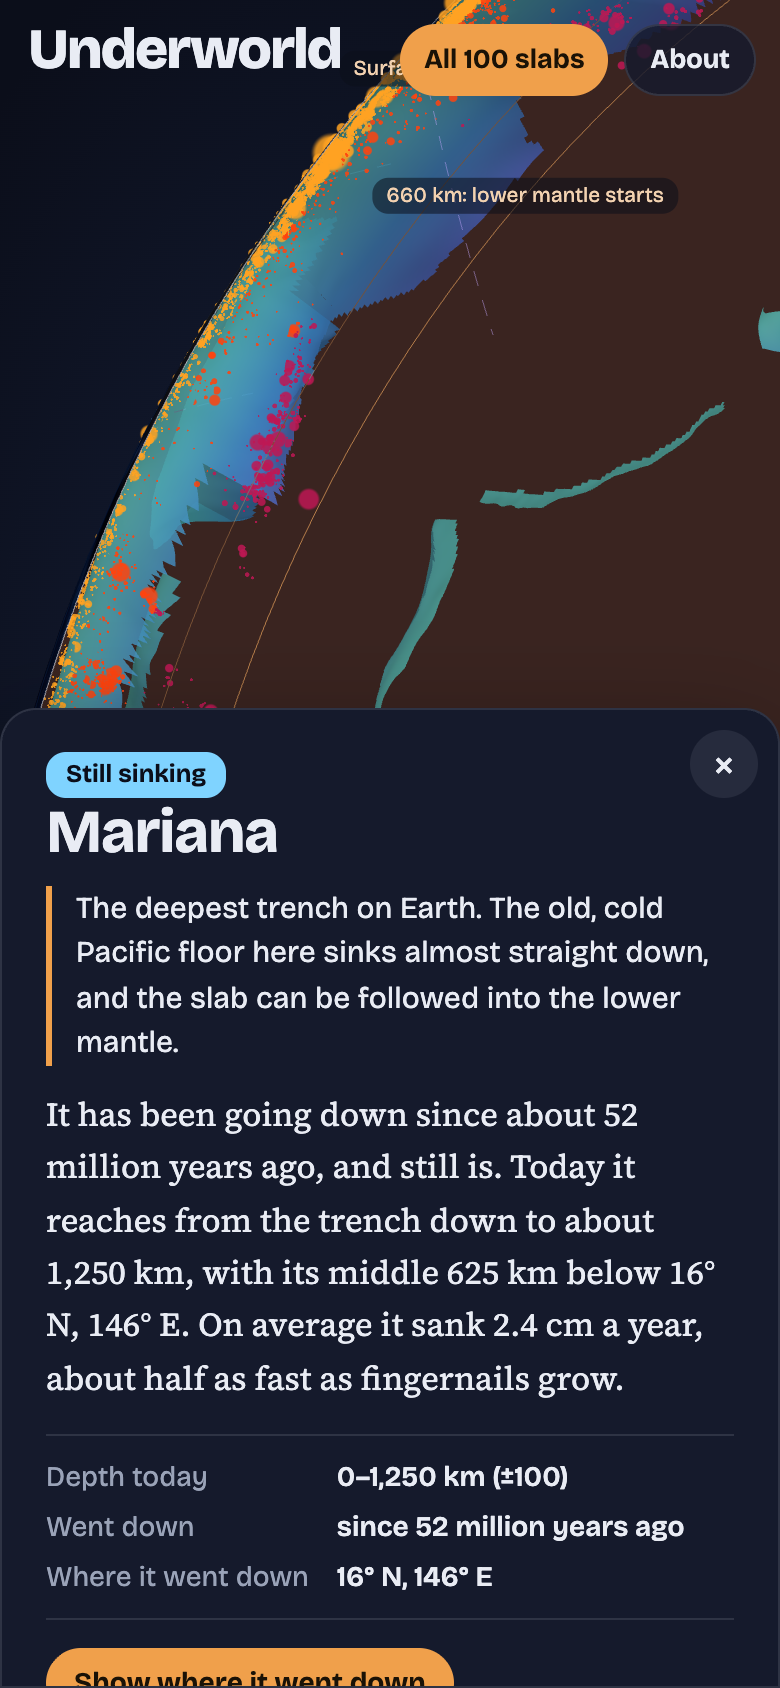 Underworld
Surfa
All 100 slabs
About
660 km: lower mantle starts
Still sinking
×
Mariana
The deepest trench on Earth. The old, cold
Pacific floor here sinks almost straight down,
and the slab can be followed into the lower
mantle.
It has been going down since about 52
million years ago, and still is. Today it
reaches from the trench down to about
1,250 km, with its middle 625 km below 16°
N, 146° E. On average it sank 2.4 cm a year,
about half as fast as fingernails grow.
Depth today 0–1,250 km (±100)
Went down since 52 million years ago
Where it went down 16° N, 146° E
Show where it went down